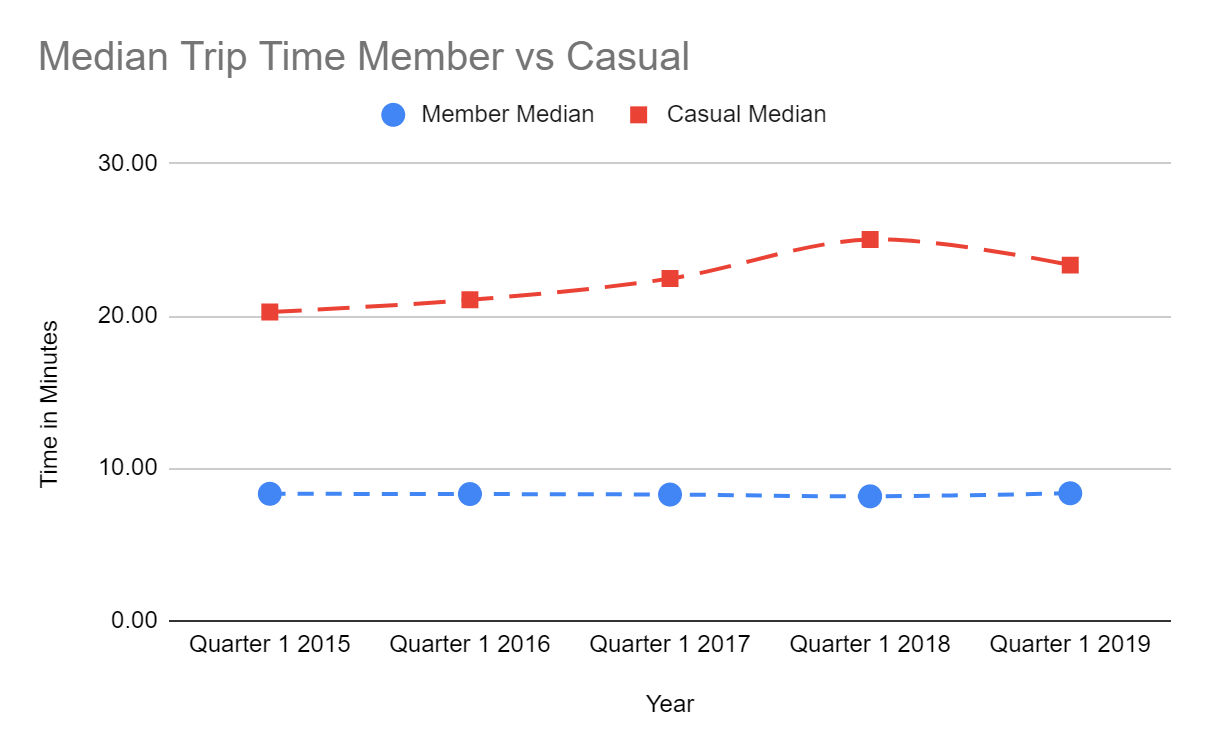 Median Trip Time Member vs Casual
Member Median
Casual Median
30.00
20.00
10.00
0.00
Time in Minutes
Quarter 1 2015
Quarter 1 2016
Quarter 1 2017
Quarter 1 2018
Quarter 1 2019
Year